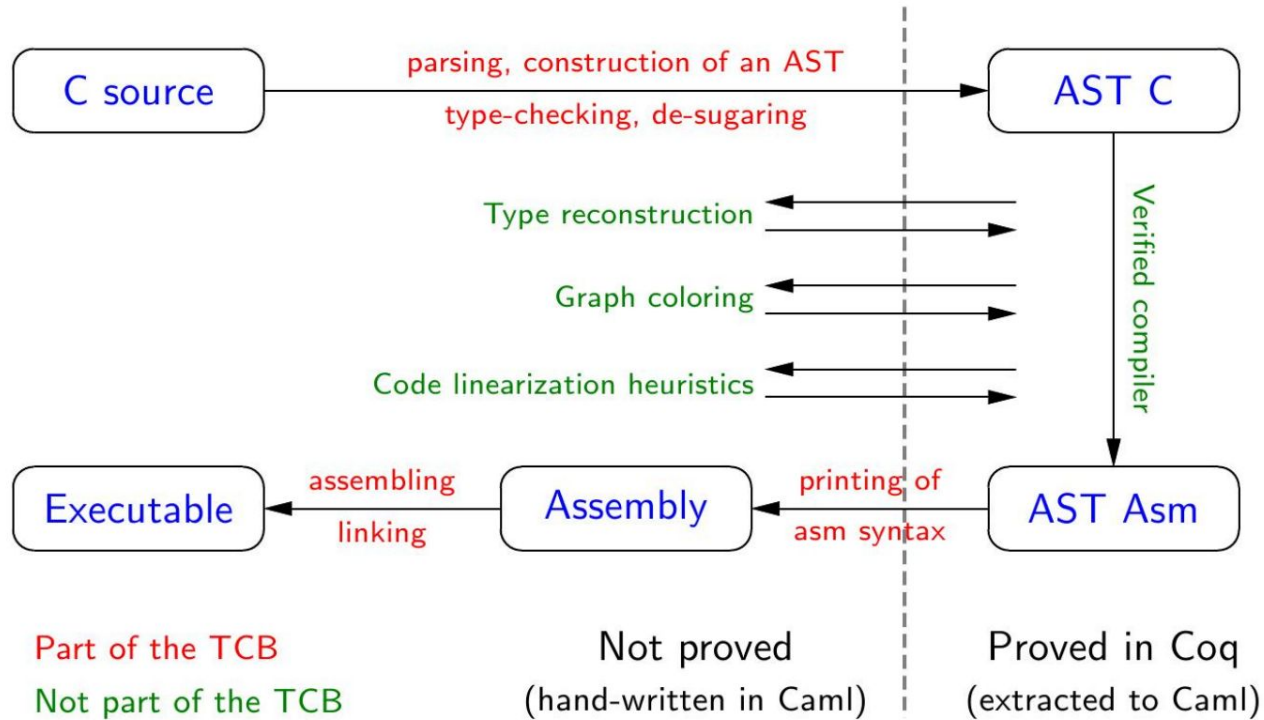 C source
parsing, construction of an AST
type-checking, de-sugaring
AST C
Type reconstruction
Graph coloring
Code linearization heuristics
Verified compiler
Executable
assembling
linking
Assembly
printing of
asm syntax
AST Asm
Part of the TCB
Not part of the TCB
Not proved
(hand-written in Caml)
Proved in Coq
(extracted to Caml)